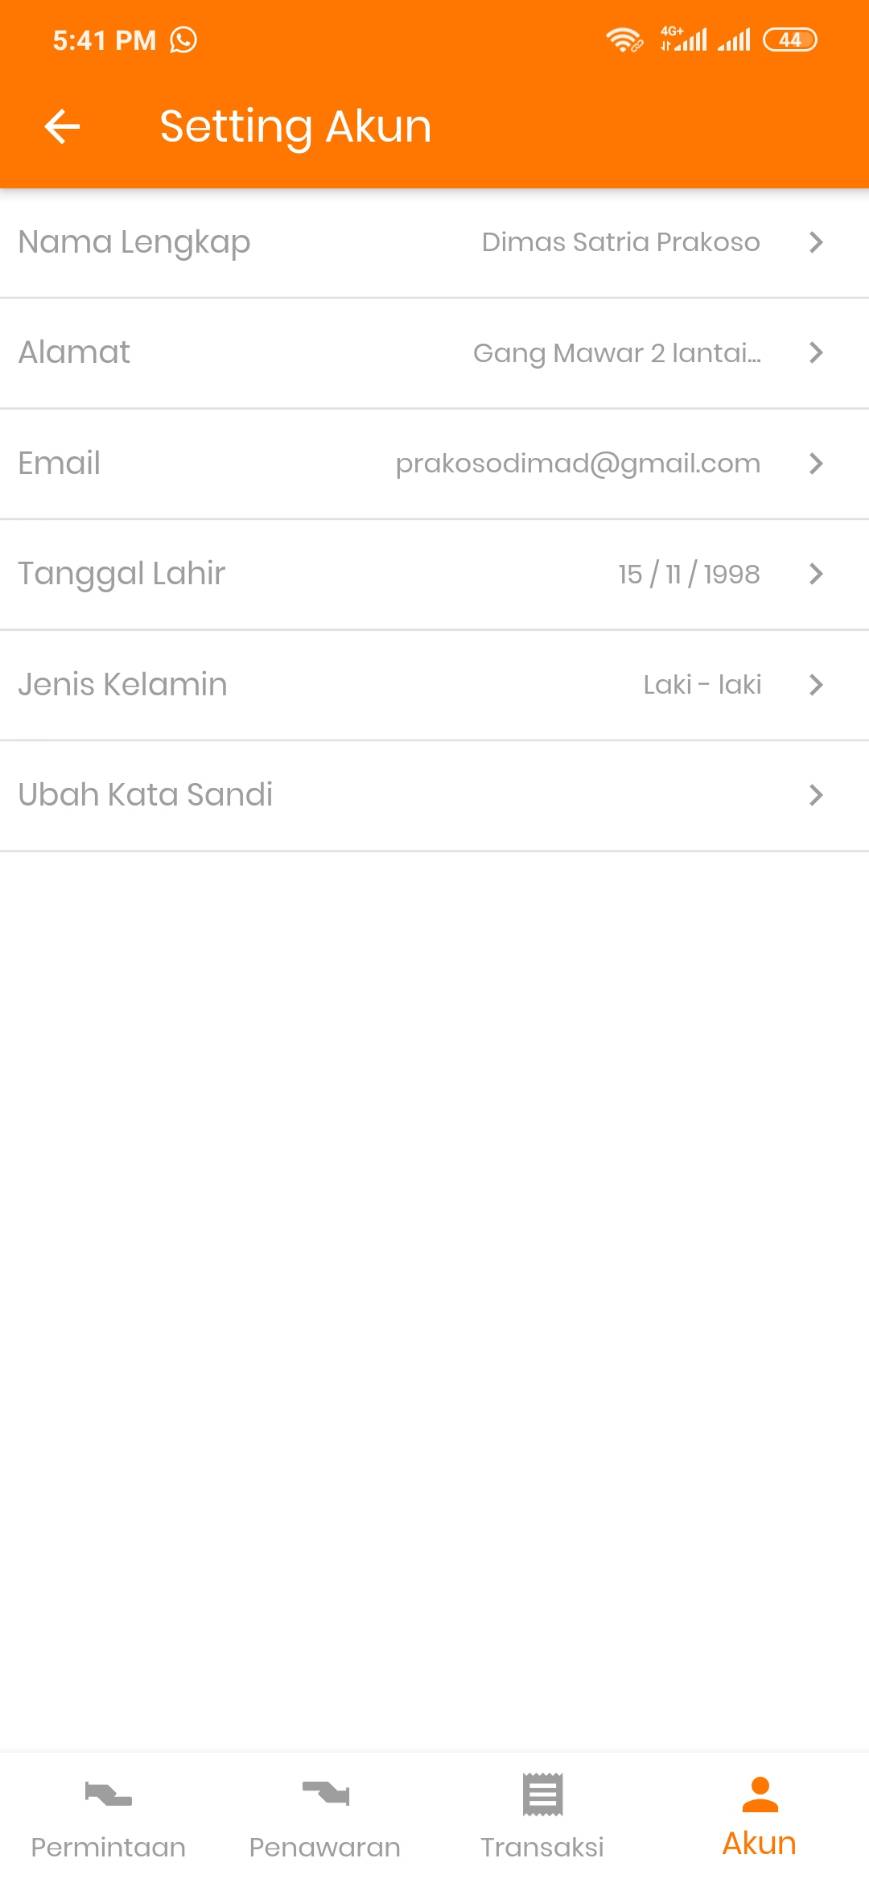 5:41 PM
4G+
44
Setting Akun
Nama Lengkap Dimas Satria Prakoso
Alamat Gang Mawar 2 lantai...
Email prakosodimad@gmail.com
Tanggal Lahir 15 / 11 / 1998
Jenis Kelamin Laki - laki
Ubah Kata Sandi
Permintaan Penawaran Transaksi Akun